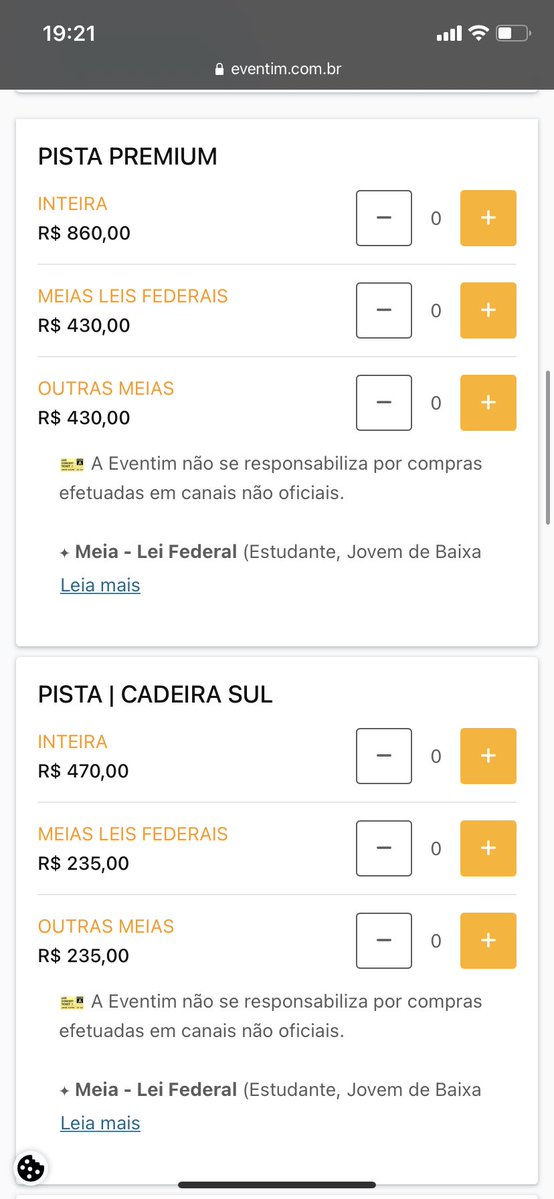 19:21
eventim.com.br
PISTA PREMIUM
INTEIRA
R$ 860,00
0
MEIAS LEIS FEDERAIS
R$ 430,00
0
OUTRAS MEIAS
R$ 430,00
0
A Eventim não se responsabiliza por compras
efetuadas em canais não oficiais.
✦ Meia - Lei Federal (Estudante, Jovem de Baixa
Leia mais
PISTA | CADEIRA SUL
INTEIRA
R$ 470,00
0
MEIAS LEIS FEDERAIS
R$ 235,00
0
OUTRAS MEIAS
R$ 235,00
0
A Eventim não se responsabiliza por compras
efetuadas em canais não oficiais.
✦ Meia - Lei Federal (Estudante, Jovem de Baixa
Leia mais